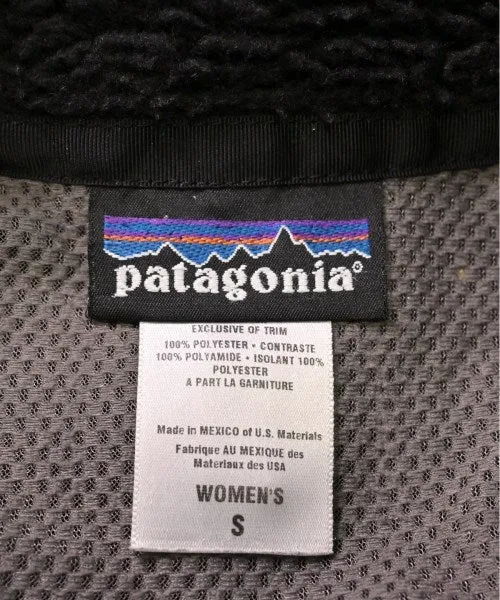 patagonia®
EXCLUSIVE OF TRIM
100% POLYESTER • CONTRASTE
100% POLYAMIDE • ISOLANT 100%
POLYESTER
A PART LA GARNITURE
Made in MEXICO of U.S. Materials
Fabrique AU MEXIQUE des
Materiaux des USA
WOMEN'S
S